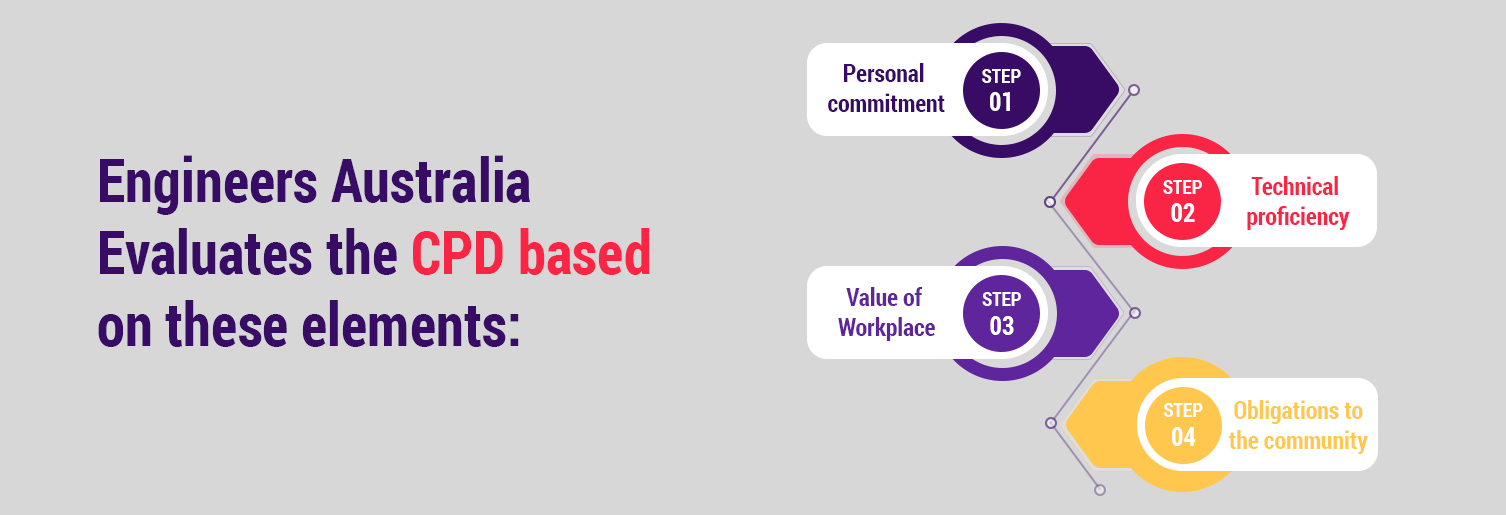 Engineers Australia
Evaluates the CPD based
on these elements:
Personal
commitment
STEP
01
STEP
02
Technical
proficiency
Value of
Workplace
STEP
03
STEP
04
Obligations to
the community